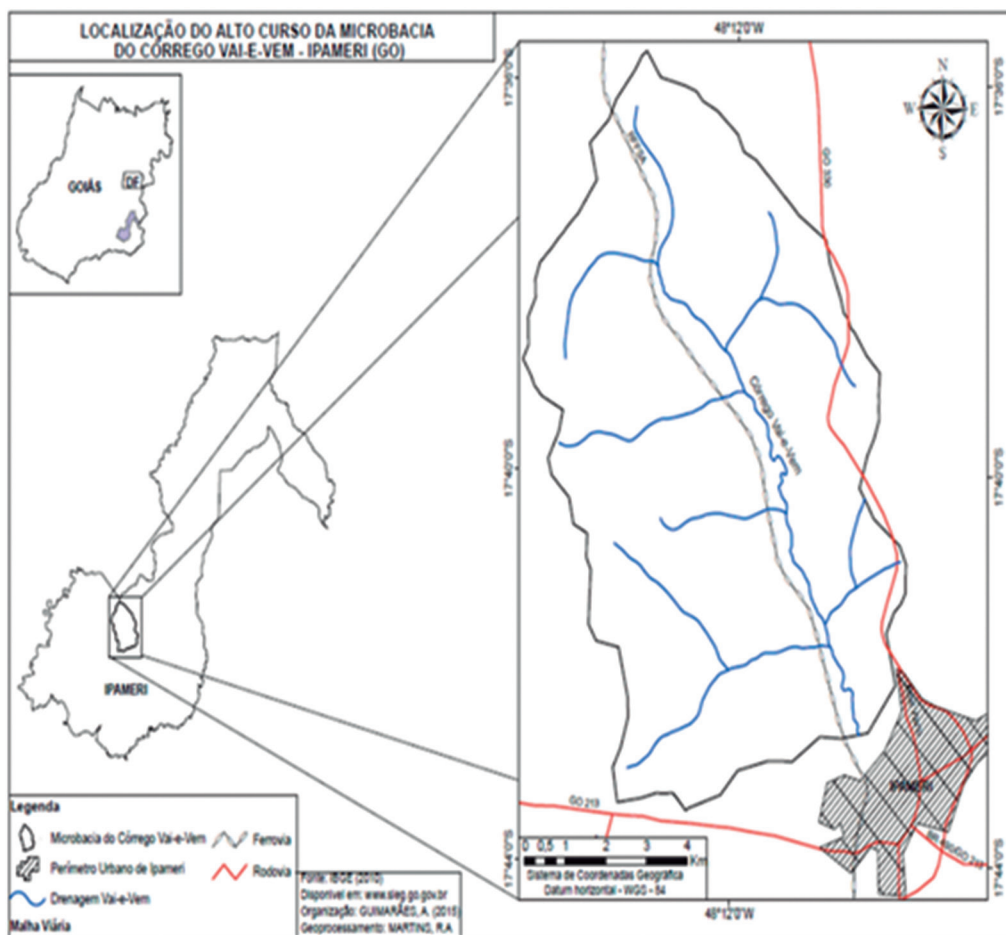 LOCALIZAÇÃO DO ALTO CURSO DA MICROBACIA
DO CÓRREGO VAI-E-VEM - IPAMERI (GO)
GOIÁS
DF
IPAMERI
48°12'0"W
17°36'0"S
17°36'0"S
N
W
E
S
RFFSA
GO 330
Córrego Vai-e-Vem
17°40'0"S
17°40'0"S
IPAMERI
GO 213
17°44'0"S
17°44'0"S
0 0,5 1 2 3 4
Km
Sistema de Coordenadas Geográfica
Datum horizontal - WGS - 84
48°12'0"W
Legenda
Microbacia do Córrego Vai-e-Vem
Ferrovia
Perímetro Urbano de Ipameri
Rodovia
Drenagem Vai-e-Vem
Malha Viária
Fonte: IBGE (2010)
Disponível em: www.sieg.go.gov.br
Organização: GUIMARÃES, A. (2015)
Geoprocessamento: MARTINS, R.A